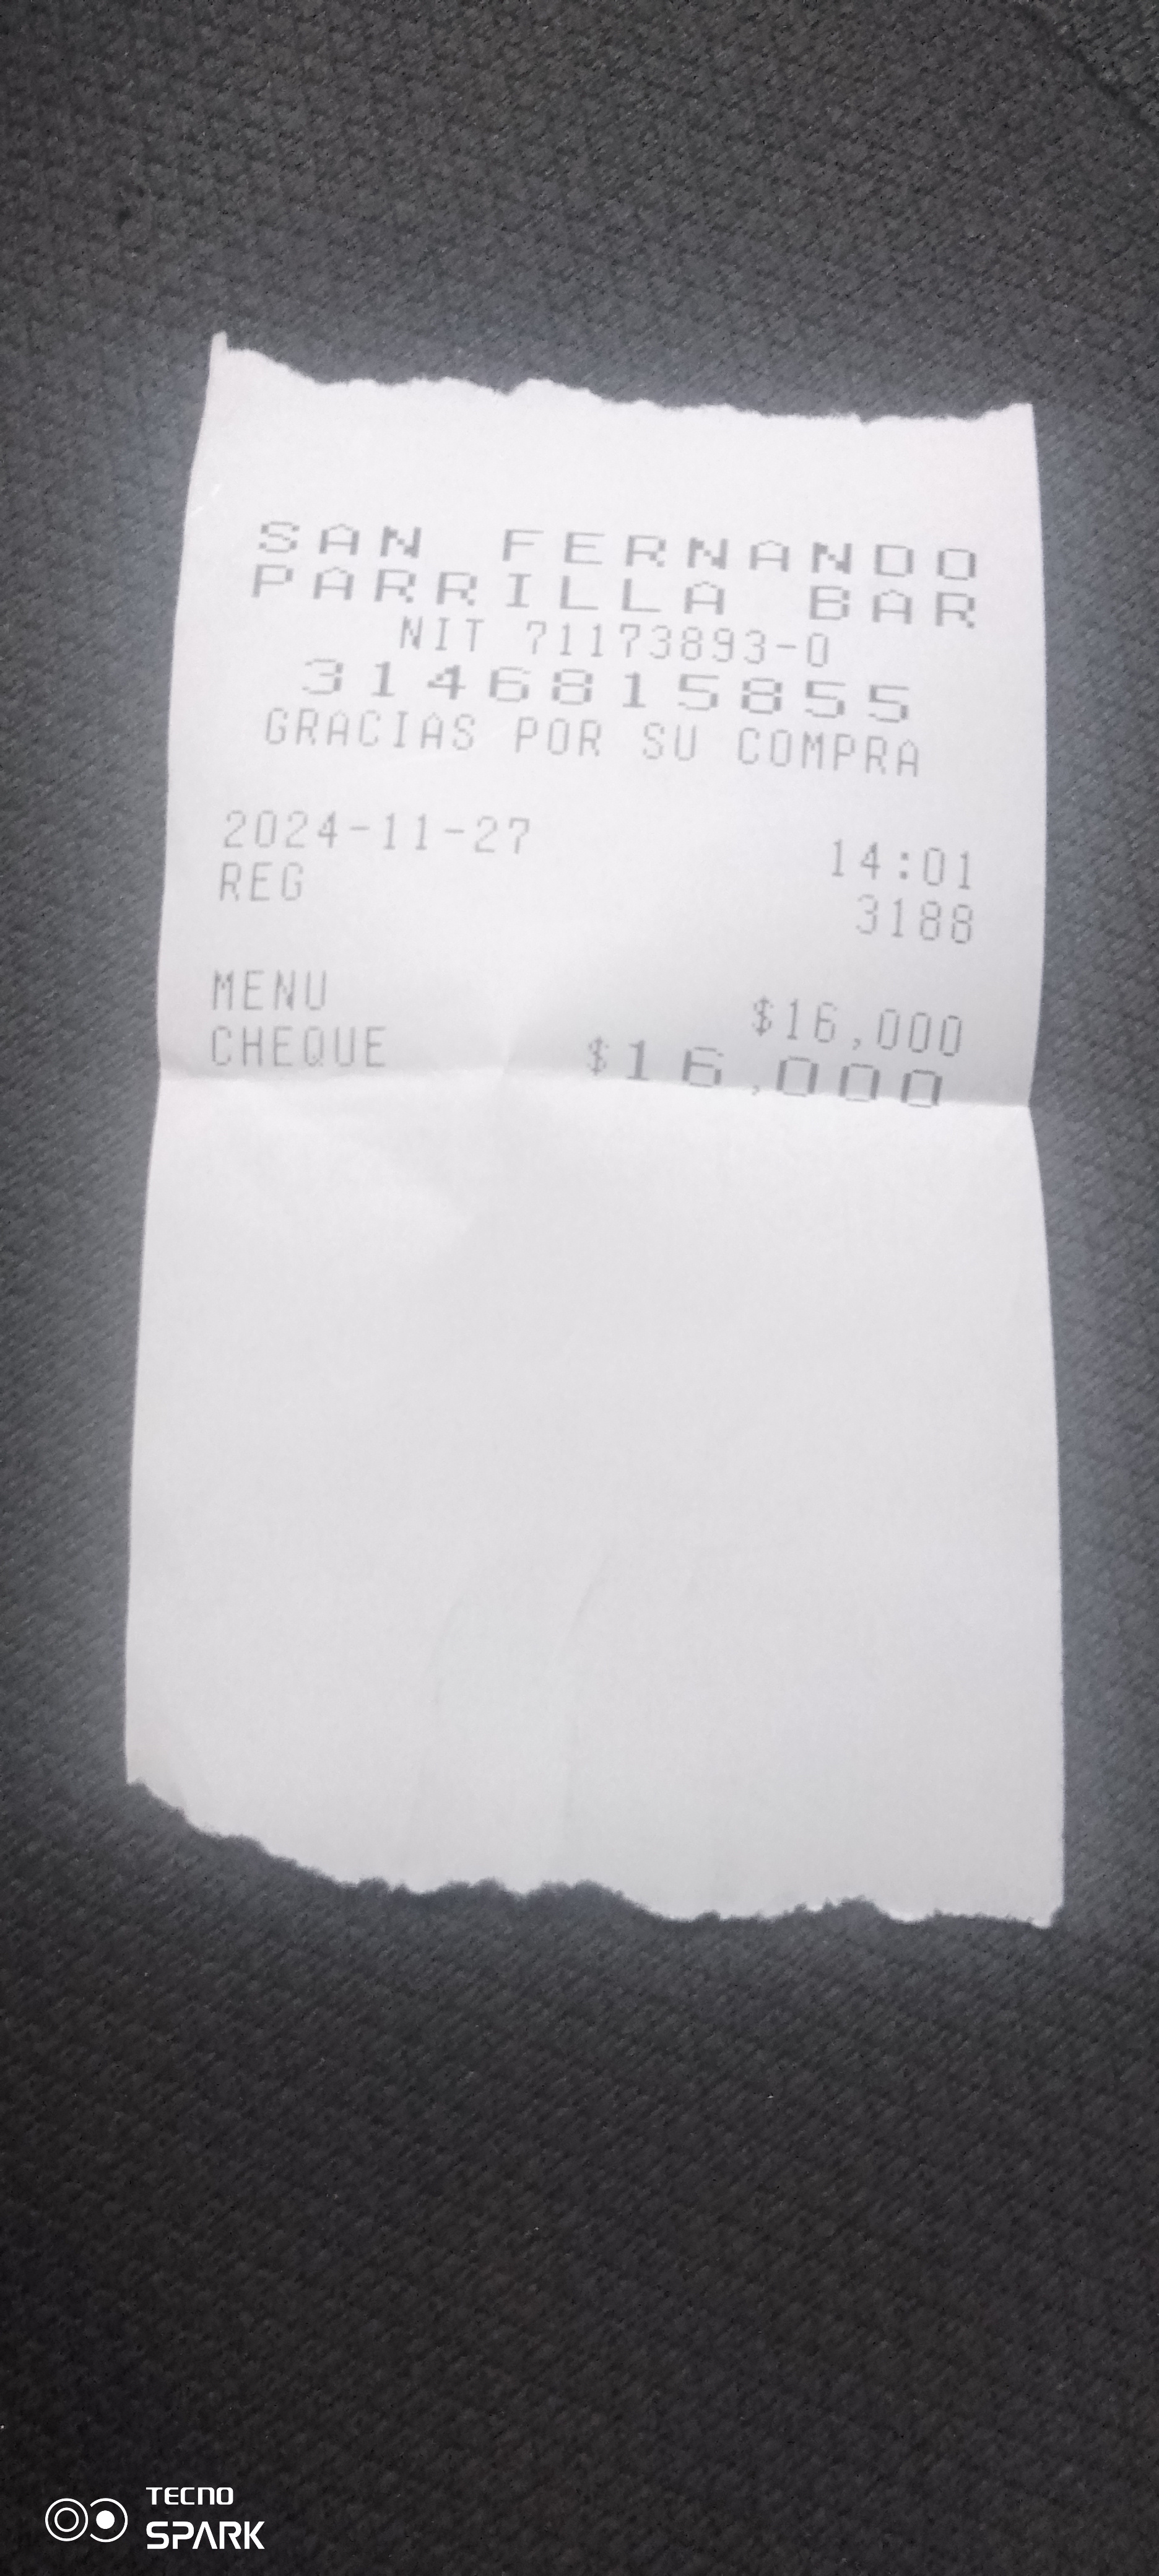 SAN FERNANDO
PARRILLA BAR
NIT 71173893-0
3146815855
GRACIAS POR SU COMPRA
2024-11-27 14:01
REG 3188
MENU $16,000
CHEQUE $16,000
TECNO
SPARK